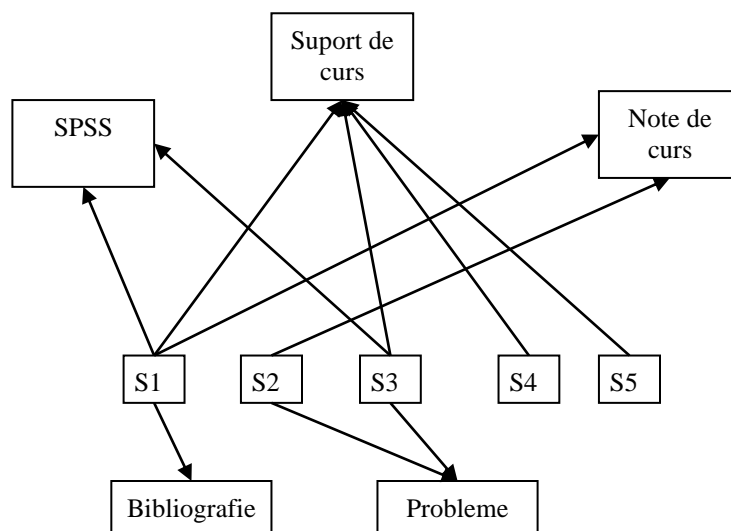 Suport de
curs
SPSS
Note de
curs
S1
S2
S3
S4
S5
Bibliografie
Probleme